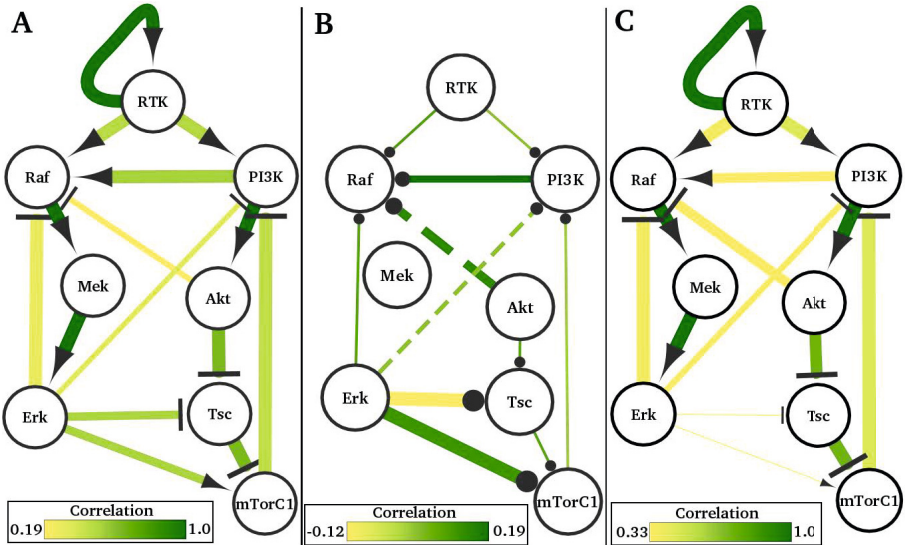 A
RTK
Raf
PI3K
Mek
Akt
Erk
Tsc
mTorC1
Correlation
0.19
1.0
B
RTK
Raf
PI3K
Mek
Akt
Erk
Tsc
mTorC1
Correlation
-0.12
0.19
C
RTK
Raf
PI3K
Mek
Akt
Erk
Tsc
mTorC1
Correlation
0.33
1.0